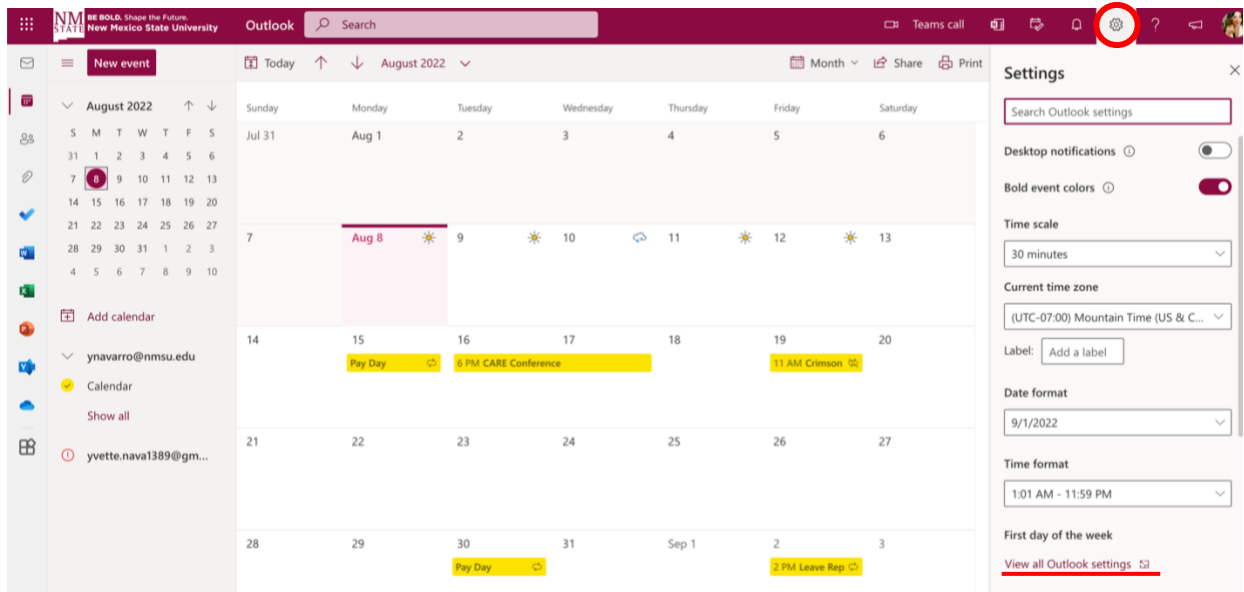 NM STATE
BE BOLD. Shape the Future.
New Mexico State University
Outlook
Search
Teams call
New event
Today
August 2022
Month
Share
Print
August 2022
S M T W T F S
31 1 2 3 4 5 6
7 8 9 10 11 12 13
14 15 16 17 18 19 20
21 22 23 24 25 26 27
28 29 30 31 1 2 3
4 5 6 7 8 9 10
Add calendar
ynavarro@nmsu.edu
Calendar
Show all
yvette.nava1389@gm...
Sunday Monday Tuesday Wednesday Thursday Friday Saturday
Jul 31 Aug 1 2 3 4 5 6
7 Aug 8 9 10 11 12 13
14 15 16 17 18 19 20
Pay Day 6 PM CARE Conference 11 AM Crimson
21 22 23 24 25 26 27
28 29 30 31 Sep 1 2 3
Pay Day 2 PM Leave Rep
Settings
Search Outlook settings
Desktop notifications
Bold event colors
Time scale
30 minutes
Current time zone
(UTC-07:00) Mountain Time (US & C...
Label: Add a label
Date format
9/1/2022
Time format
1:01 AM - 11:59 PM
First day of the week
View all Outlook settings